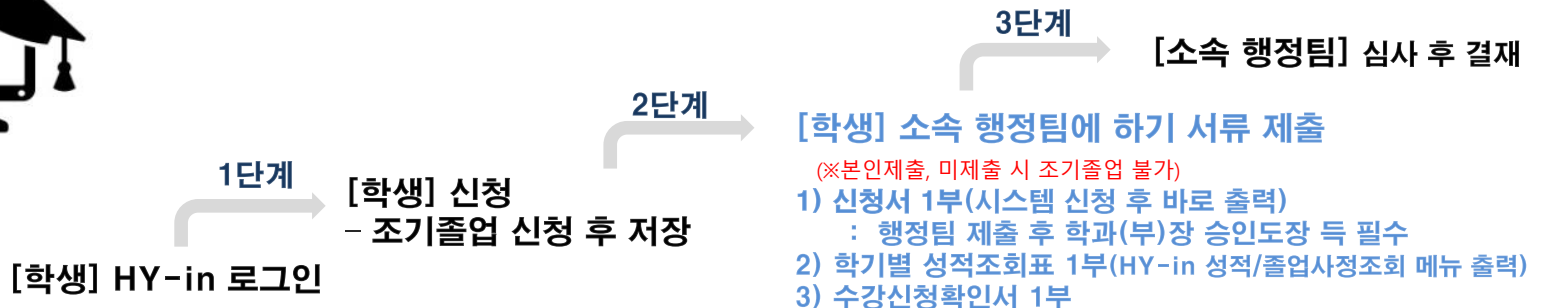 3단계
[소속 행정팀] 심사 후 결재
2단계
[학생] 소속 행정팀에 하기 서류 제출
(※본인제출, 미제출 시 조기졸업 불가)
1단계
[학생] 신청
- 조기졸업 신청 후 저장
1) 신청서 1부(시스템 신청 후 바로 출력)
: 행정팀 제출 후 학과(부)장 승인도장 득 필수
2) 학기별 성적조회표 1부(HY-in 성적/졸업사정조회 메뉴 출력)
3) 수강신청확인서 1부
[학생] HY-in 로그인